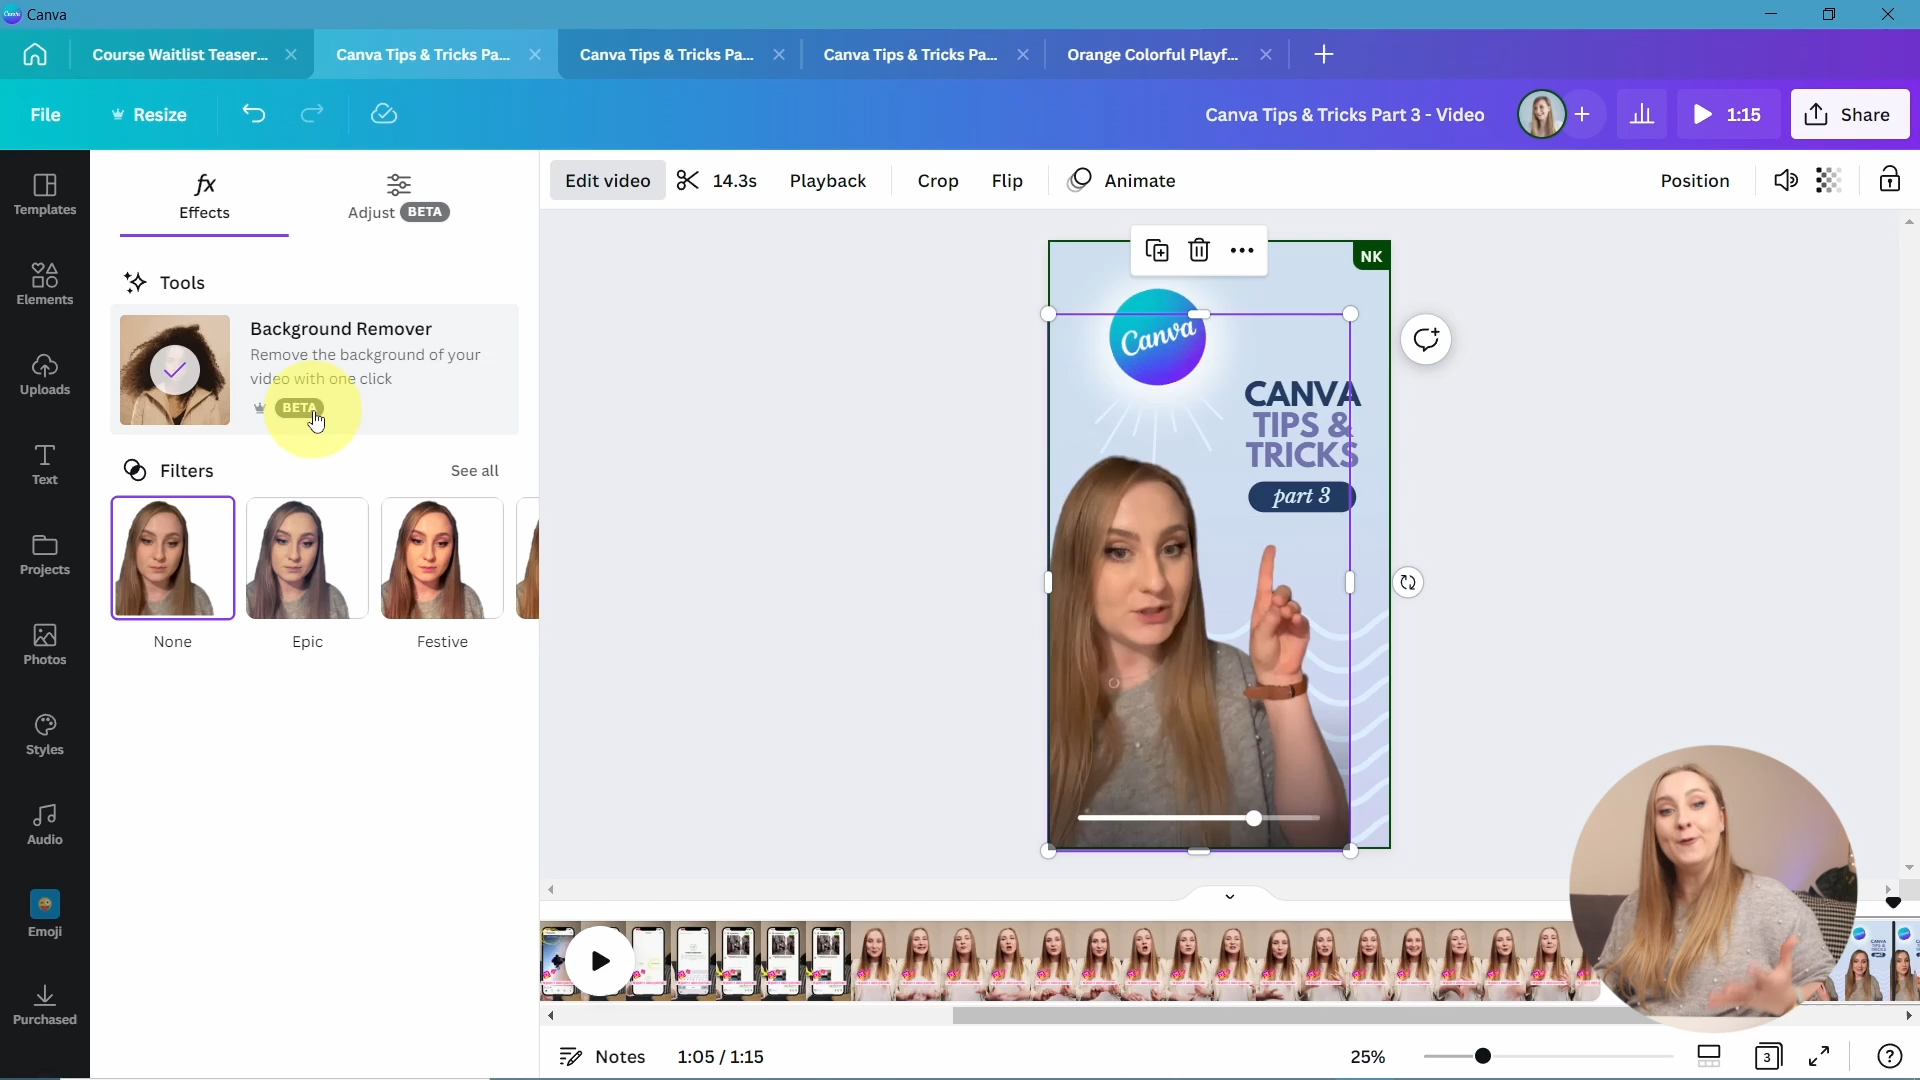 Canva
Course Waitlist Teaser...
Canva Tips & Tricks Pa...
Canva Tips & Tricks Pa...
Canva Tips & Tricks Pa...
Orange Colorful Playf...
File
Resize
Canva Tips & Tricks Part 3 - Video
1:15
Share
Templates
Elements
Uploads
Text
Projects
Photos
Styles
Audio
Emoji
Purchased
fx
Effects
Adjust BETA
Tools
Background Remover
Remove the background of your
video with one click
BETA
Filters
See all
None
Epic
Festive
Edit video
14.3s
Playback
Crop
Flip
Animate
Position
NK
Canva
CANVA
TIPS &
TRICKS
part 3
Notes
1:05 / 1:15
25%
3
?